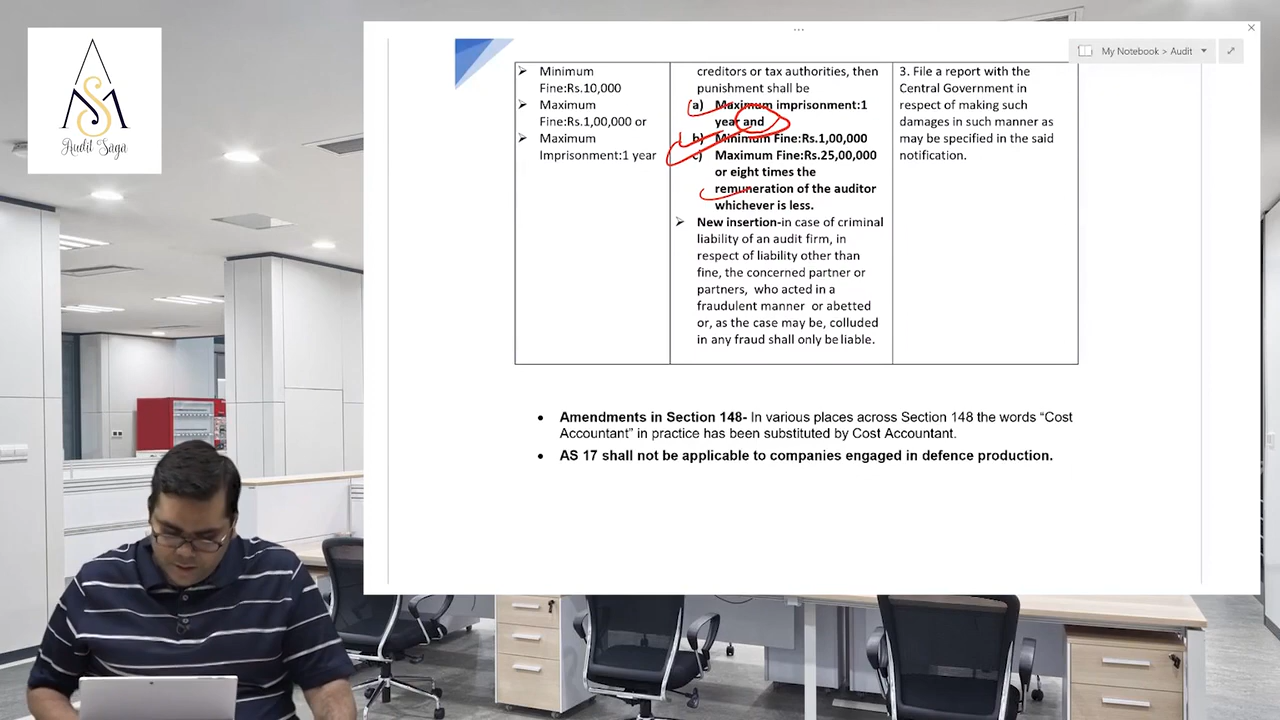 Audit Saga
My Notebook > Audit
➢ Minimum
Fine:Rs.10,000
➢ Maximum
Fine:Rs.1,00,000 or
➢ Maximum
Imprisonment:1 year
creditors or tax authorities, then
punishment shall be
(a) Maximum imprisonment:1
year and
b) Minimum Fine:Rs.1,00,000
c) Maximum Fine:Rs.25,00,000
or eight times the
remuneration of the auditor
whichever is less.
➢ New insertion-in case of criminal
liability of an audit firm, in
respect of liability other than
fine, the concerned partner or
partners, who acted in a
fraudulent manner or abetted
or, as the case may be, colluded
in any fraud shall only be liable.
3. File a report with the
Central Government in
respect of making such
damages in such manner as
may be specified in the said
notification.
• Amendments in Section 148- In various places across Section 148 the words “Cost
Accountant” in practice has been substituted by Cost Accountant.
• AS 17 shall not be applicable to companies engaged in defence production.